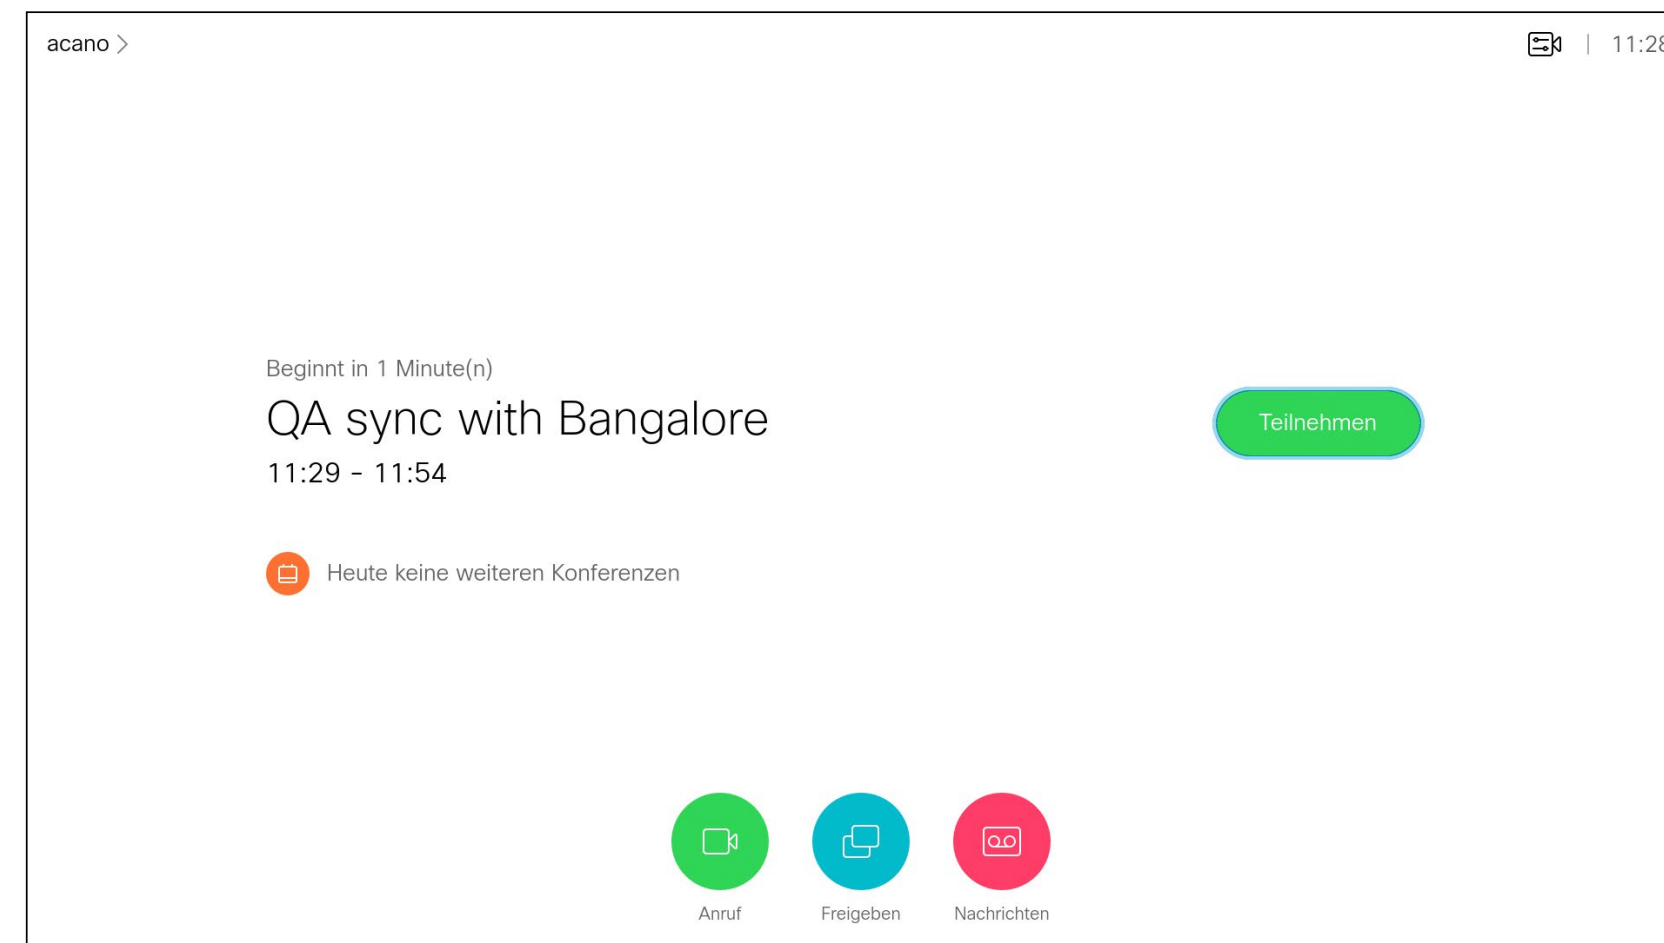 acano
11:28
Beginnt in 1 Minute(n)
QA sync with Bangalore
11:29 - 11:54
Teilnehmen
Heute keine weiteren Konferenzen
Anruf
Freigeben
Nachrichten